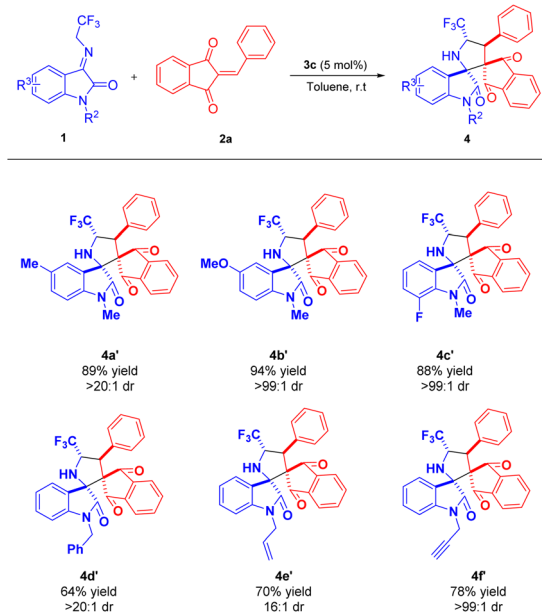 CF3
N
R3
O
N
R2
1
+
O
O
2a
3c (5 mol%)
Toluene, r.t
F3C
HN
O
R3
N
O
O
R2
4
F3C
HN
O
Me
O
N
O
Me
4a'
89% yield
>20:1 dr
F3C
HN
O
MeO
O
N
O
Me
4b'
94% yield
>99:1 dr
F3C
HN
O
O
N
O
F
Me
4c'
88% yield
>99:1 dr
F3C
HN
O
O
N
O
Ph
4d'
64% yield
>20:1 dr
F3C
HN
O
O
N
O
4e'
70% yield
16:1 dr
F3C
HN
O
O
N
O
4f'
78% yield
>99:1 dr